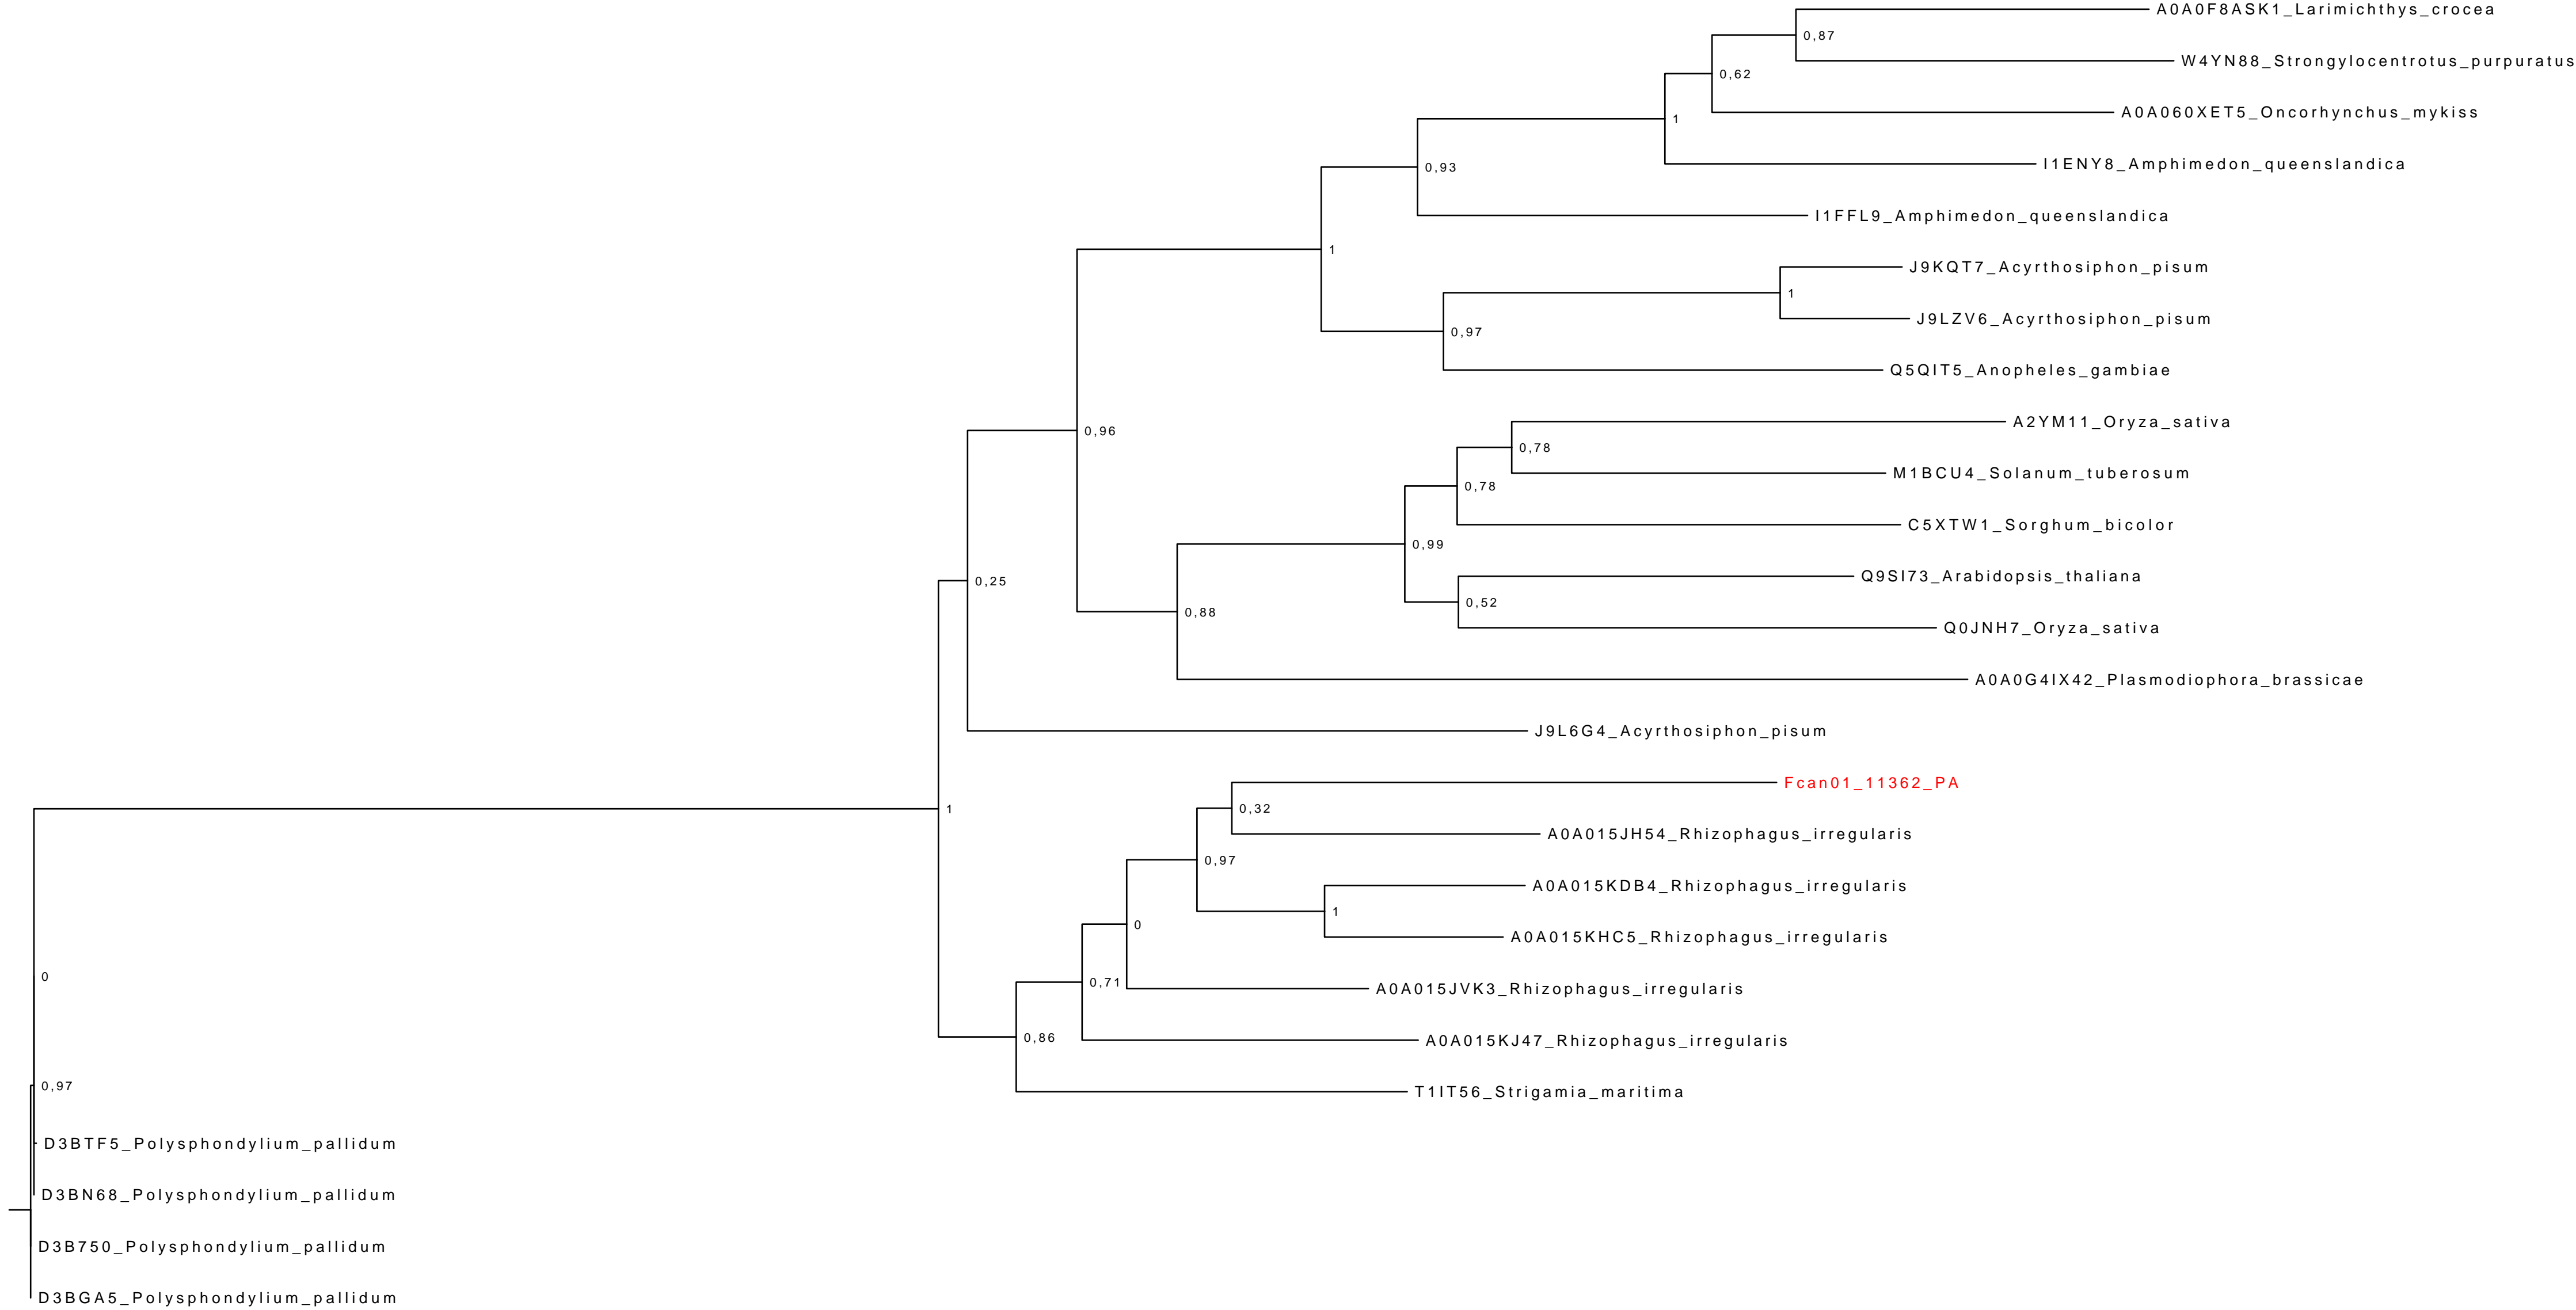 A0A0F8ASK1_Larimichthys_crocea
0,87
W4YN88_Strongylocentrotus_purpuratus
0,62
A0A060XET5_Oncorhynchus_mykiss
1
I1ENY8_Amphimedon_queenslandica
0,93
I1FFL9_Amphimedon_queenslandica
1
J9KQT7_Acyrthosiphon_pisum
1
J9LZV6_Acyrthosiphon_pisum
0,97
Q5QIT5_Anopheles_gambiae
A2YM11_Oryza_sativa
0,96
0,78
M1BCU4_Solanum_tuberosum
0,78
C5XTW1_Sorghum_bicolor
0,99
Q9SI73_Arabidopsis_thaliana
0,25
0,52
0,88
Q0JNH7_Oryza_sativa
A0A0G4IX42_Plasmodiophora_brassicae
J9L6G4_Acyrthosiphon_pisum
Fcan01_11362_PA
1
0,32
A0A015JH54_Rhizophagus_irregularis
0,97
A0A015KDB4_Rhizophagus_irregularis
1
0
A0A015KHC5_Rhizophagus_irregularis
0
0,71
A0A015JVK3_Rhizophagus_irregularis
0,86
A0A015KJ47_Rhizophagus_irregularis
0,97
T1IT56_Strigamia_maritima
D3BTF5_Polysphondylium_pallidum
D3BN68_Polysphondylium_pallidum
D3B750_Polysphondylium_pallidum
D3BGA5_Polysphondylium_pallidum